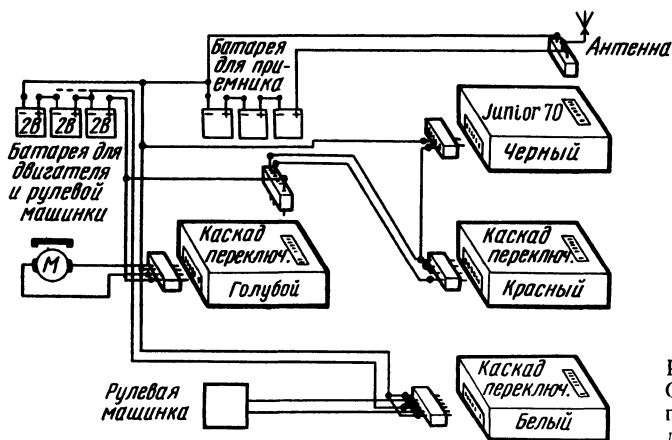 Батарея
для при-
емника
Антенна
2В 2В 2В
Батарея для
двигателя
и рулевой
машинки
Junior 70
Черный
Каскад
переключ.
Голубой
Каскад
переключ.
Красный
М
Рулевая
машинка
Каскад
переключ.
Белый